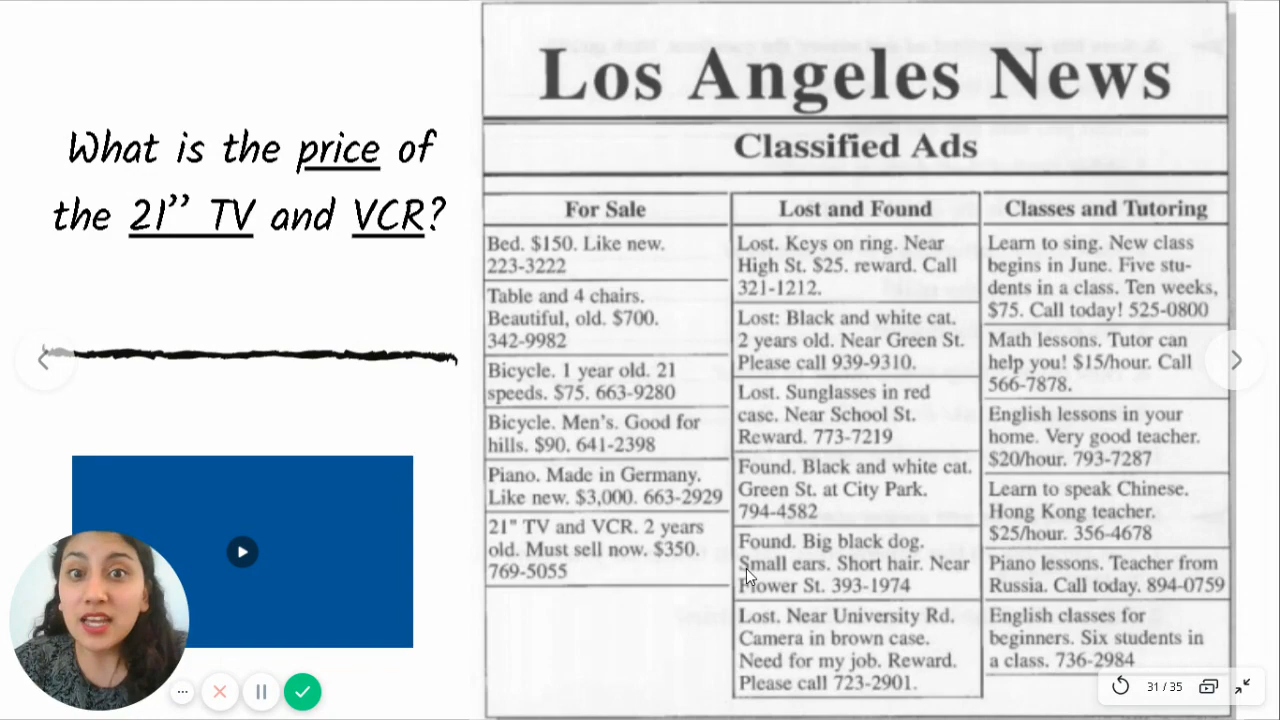 What is the price of
the 21” TV and VCR?
Los Angeles News
Classified Ads
For Sale
Bed. $150. Like new.
223-3222
Table and 4 chairs.
Beautiful, old. $700.
342-9982
Bicycle. 1 year old. 21
speeds. $75. 663-9280
Bicycle. Men's. Good for
hills. $90. 641-2398
Piano. Made in Germany.
Like new. $3,000. 663-2929
21" TV and VCR. 2 years
old. Must sell now. $350.
769-5055
Lost and Found
Lost. Keys on ring. Near
High St. $25. reward. Call
321-1212.
Lost: Black and white cat.
2 years old. Near Green St.
Please call 939-9310.
Lost. Sunglasses in red
case. Near School St.
Reward. 773-7219
Found. Black and white cat.
Green St. at City Park.
794-4582
Found. Big black dog.
Small ears. Short hair. Near
Flower St. 393-1974
Lost. Near University Rd.
Camera in brown case.
Need for my job. Reward.
Please call 723-2901.
Classes and Tutoring
Learn to sing. New class
begins in June. Five stu-
dents in a class. Ten weeks,
$75. Call today! 525-0800
Math lessons. Tutor can
help you! $15/hour. Call
566-7878.
English lessons in your
home. Very good teacher.
$20/hour. 793-7287
Learn to speak Chinese.
Hong Kong teacher.
$25/hour. 356-4678
Piano lessons. Teacher from
Russia. Call today. 894-0759
English classes for
beginners. Six students in
a class. 736-2984
31 / 35